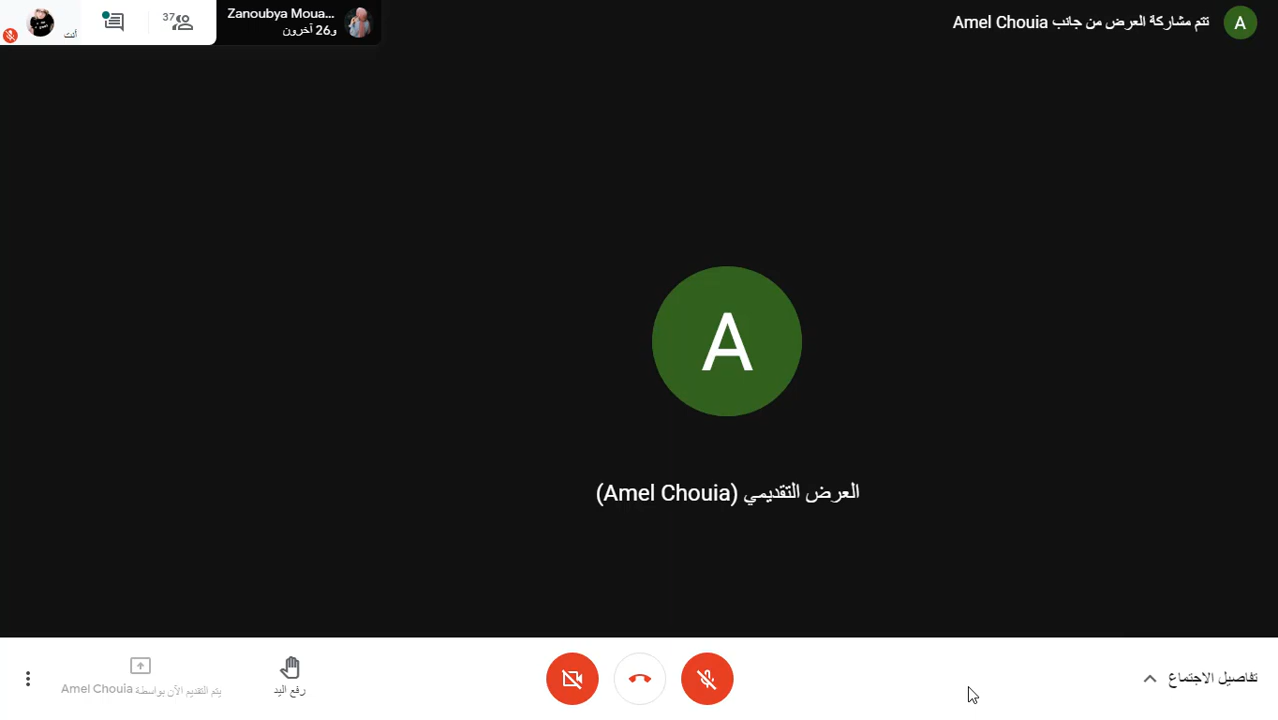 A تتم مشاركة العرض من جانب Amel Chouia
Zanoubya Moua...
و26 آخرون
37
أنت
A
العرض التقديمي (Amel Chouia)
تفاصيل الاجتماع
رفع اليد
يتم التقديم الآن بواسطة Amel Chouia